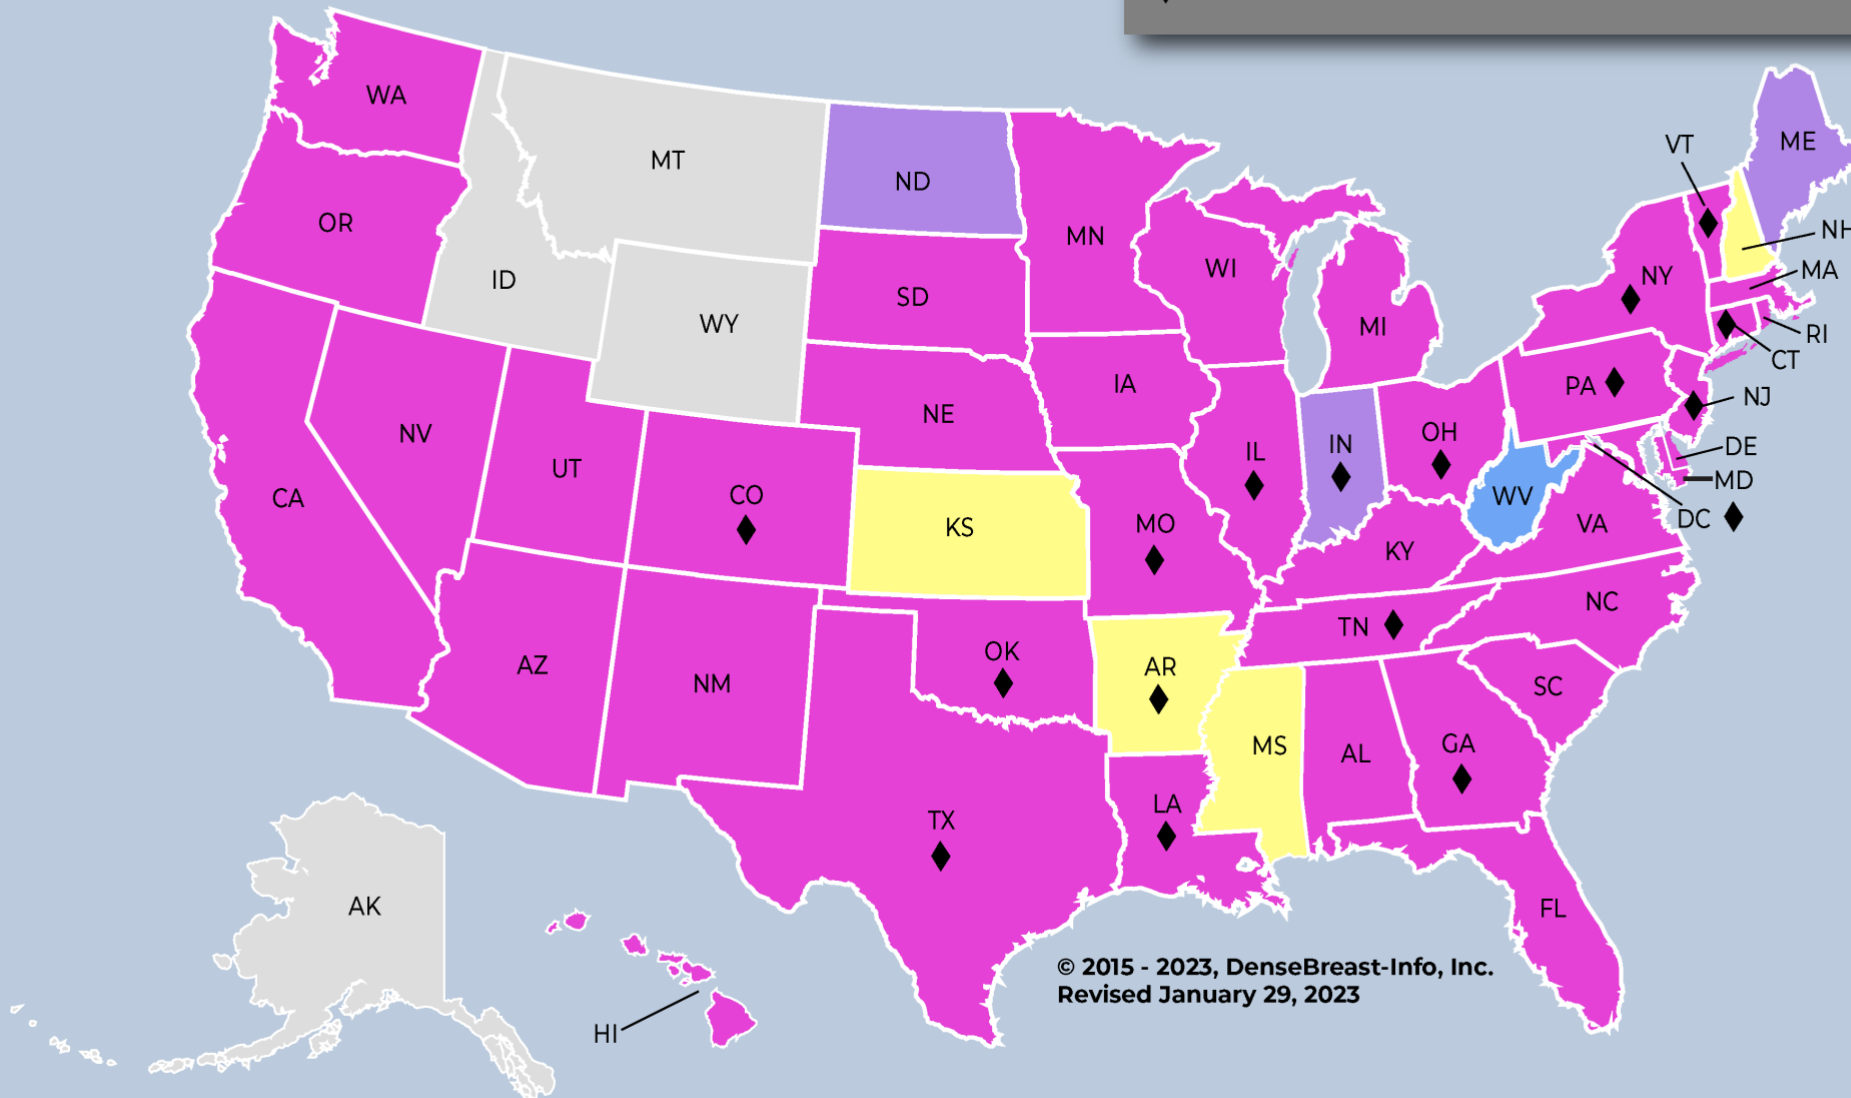 WA
MT
ND
ME
VT
OR
MN
NH
ID
WI
NY
MA
SD
WY
MI
RI
CT
IA
PA
NJ
NE
NV
OH
IN
DE
IL
UT
CO
WV
MD
CA
KS
MO
VA
DC
KY
NC
TN
OK
AZ
AR
NM
SC
MS
AL
GA
LA
TX
AK
FL
© 2015 - 2023, DenseBreast-Info, Inc.
Revised January 29, 2023
HI